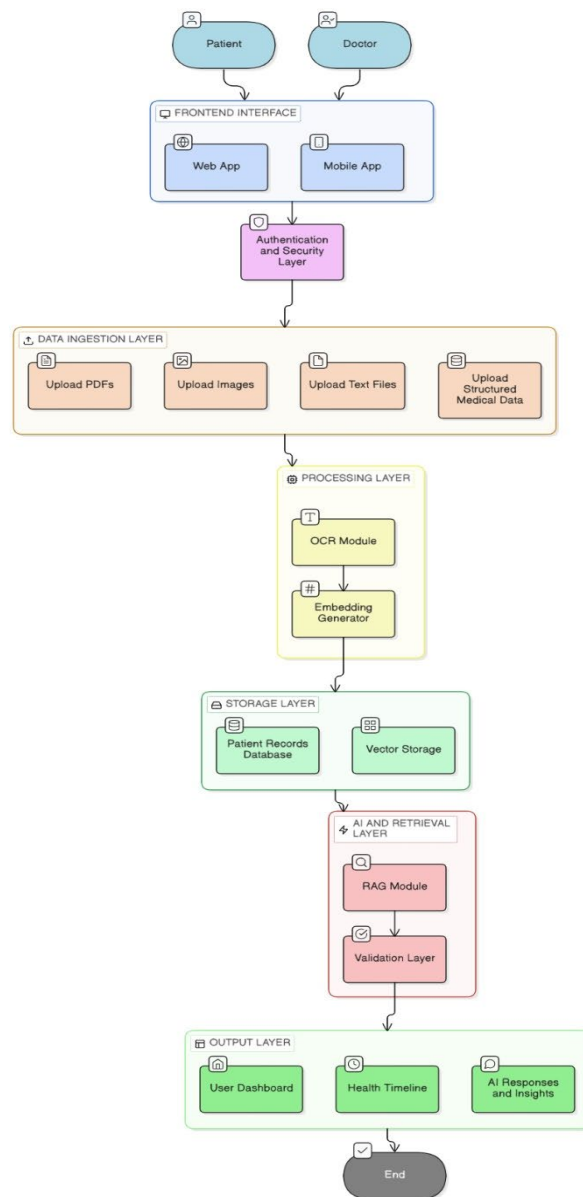 Patient
Doctor
FRONTEND INTERFACE
Web App
Mobile App
Authentication
and Security
Layer
DATA INGESTION LAYER
Upload PDFs
Upload Images
Upload Text Files
Upload
Structured
Medical Data
PROCESSING LAYER
T
OCR Module
#
Embedding
Generator
STORAGE LAYER
Patient Records
Database
Vector Storage
AI AND RETRIEVAL
LAYER
RAG Module
Validation Layer
OUTPUT LAYER
User Dashboard
Health Timeline
AI Responses
and Insights
End